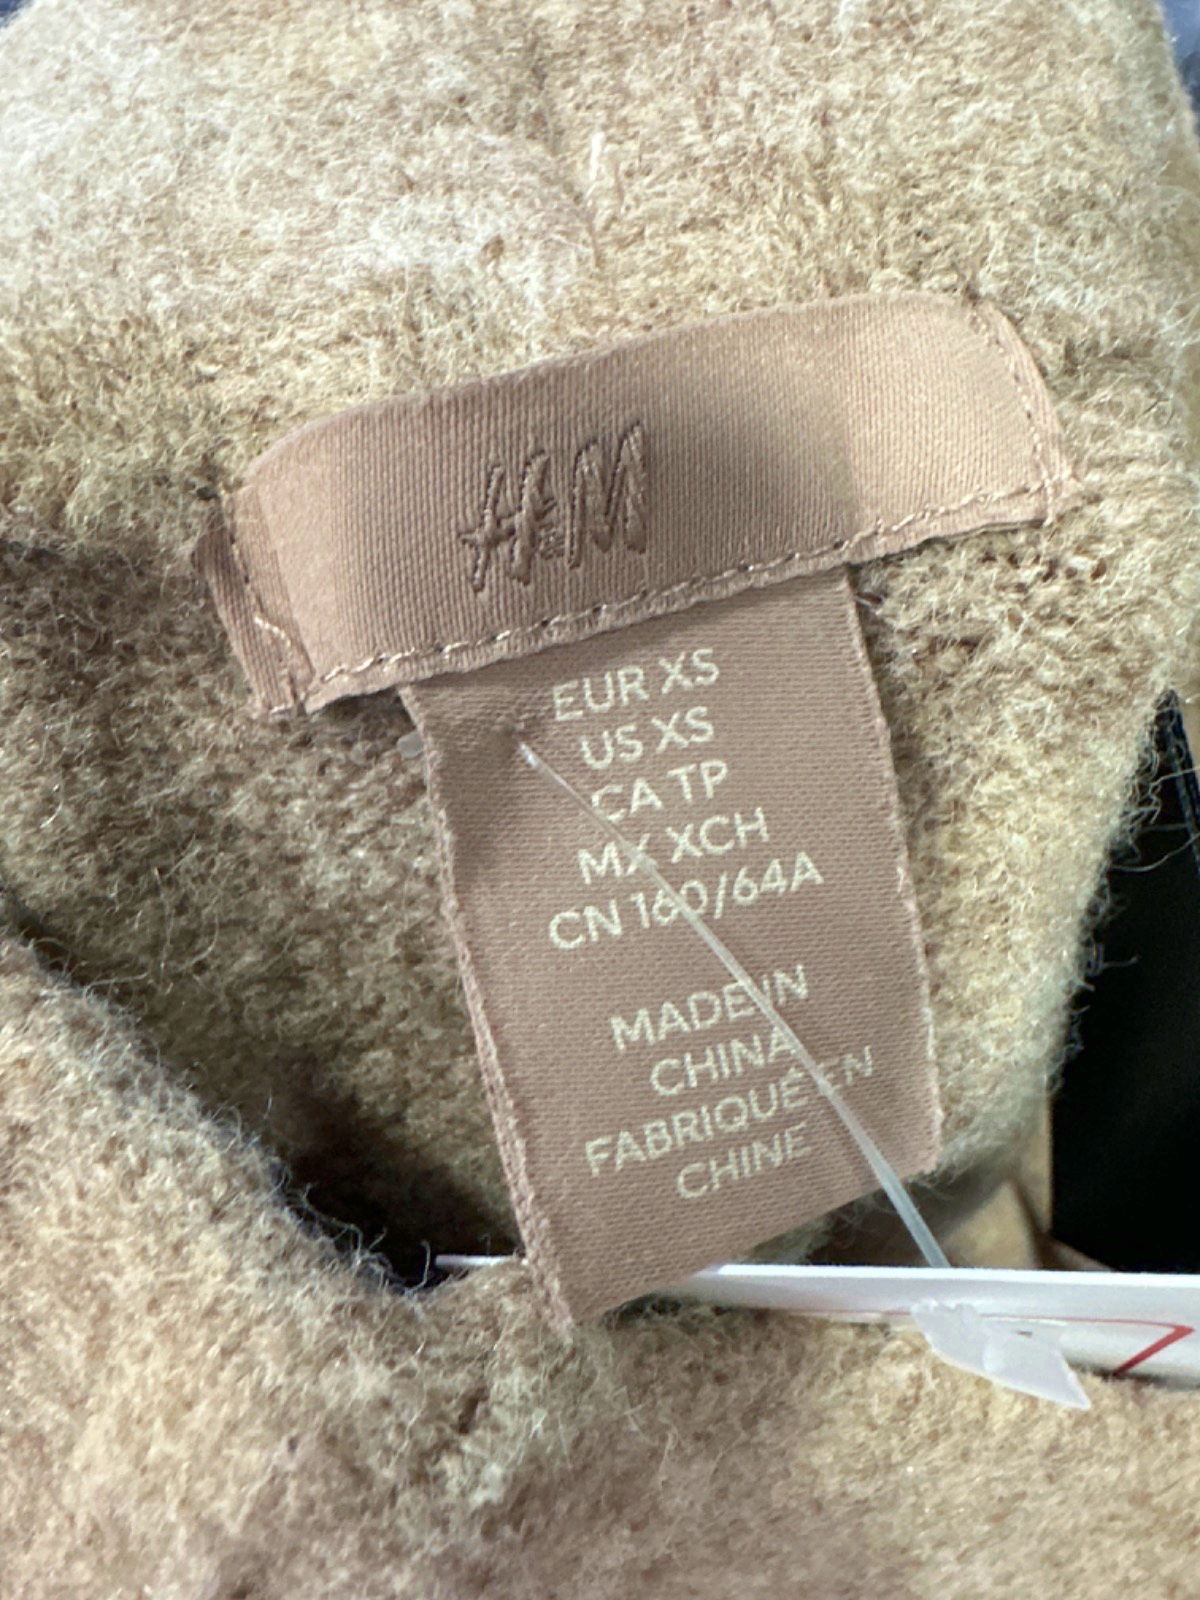 H&M
EUR XS
US XS
CA TP
MX XCH
CN 160/64A
MADE IN
CHINA
FABRIQUÉ EN
CHINE